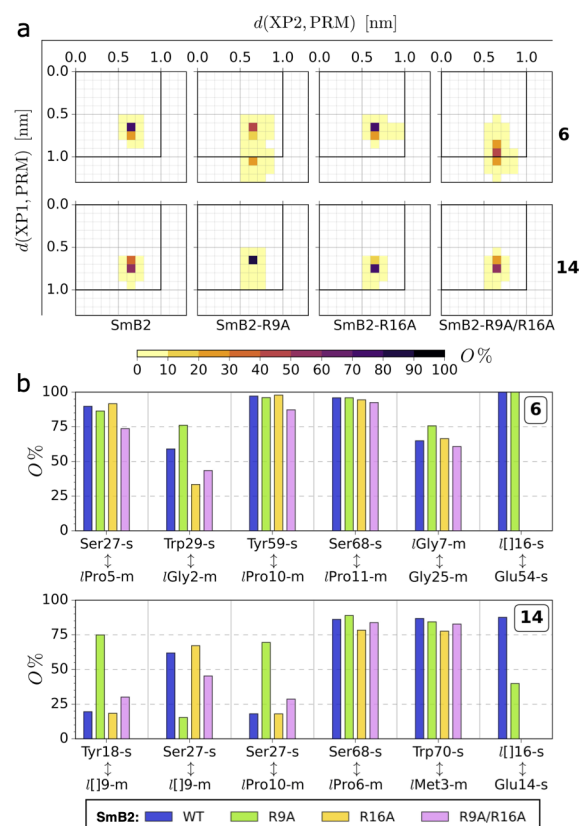 a
d(XP2, PRM) [nm]
0.0 0.5 1.0 0.0 0.5 1.0 0.0 0.5 1.0 0.0 0.5 1.0
d(XP1, PRM) [nm]
0.0
0.5
1.0
6
0.0
0.5
1.0
14
SmB2 SmB2-R9A SmB2-R16A SmB2-R9A/R16A
0 10 20 30 40 50 60 70 80 90 100
O%
b
O%
100
75
50
25
0
6
Ser27-s Trp29-s Tyr59-s Ser68-s lGly7-m l[]16-s
↕ ↕ ↕ ↕ ↕ ↕
lPro5-m lGly2-m lPro10-m lPro11-m Gly25-m Glu54-s
O%
100
75
50
25
0
14
Tyr18-s Ser27-s Ser27-s Ser68-s Trp70-s l[]16-s
↕ ↕ ↕ ↕ ↕ ↕
l[]9-m l[]9-m lPro10-m lPro6-m lMet3-m Glu14-s
SmB2: WT R9A R16A R9A/R16A